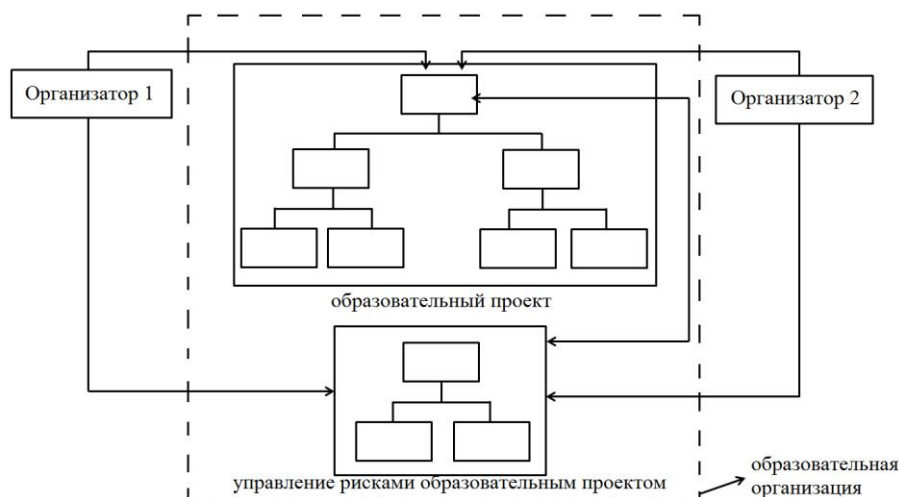 Организатор 1
Организатор 2
образовательный проект
управление рисками образовательным проектом
образовательная
организация